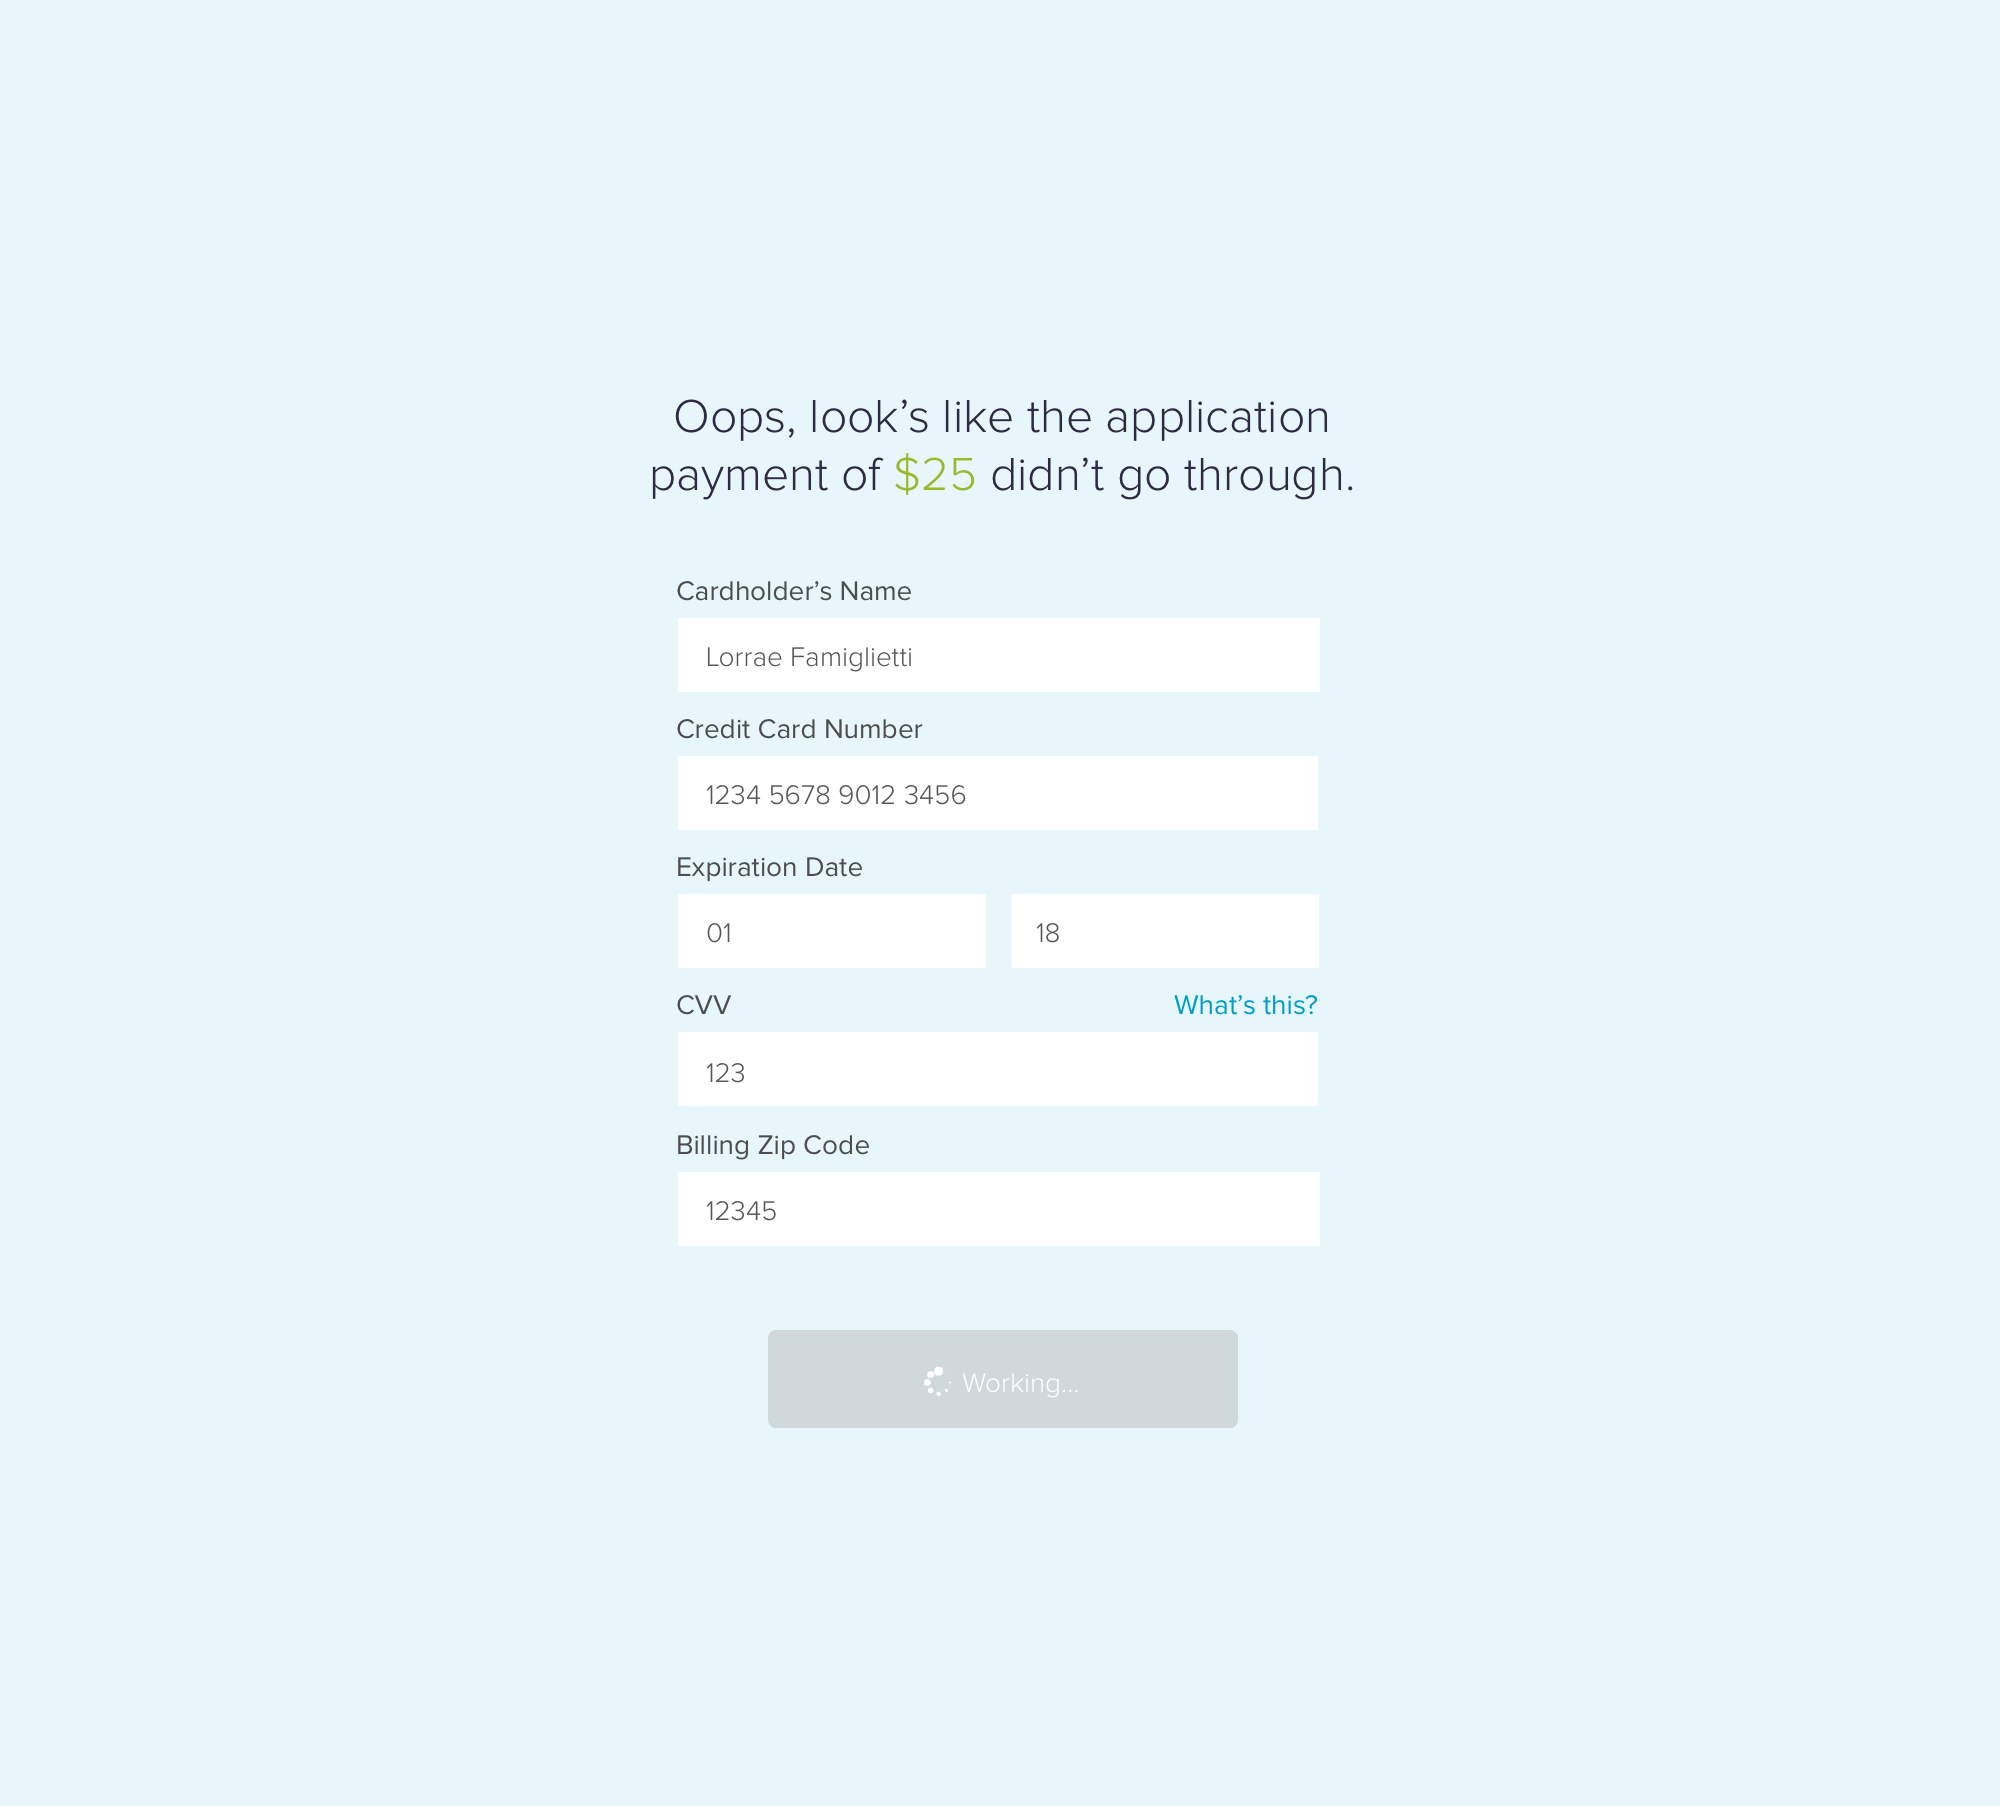 Oops, look’s like the application
payment of $25 didn’t go through.
Cardholder’s Name
Lorrae Famiglietti
Credit Card Number
1234 5678 9012 3456
Expiration Date
01 18
CVV What’s this?
123
Billing Zip Code
12345
Working...